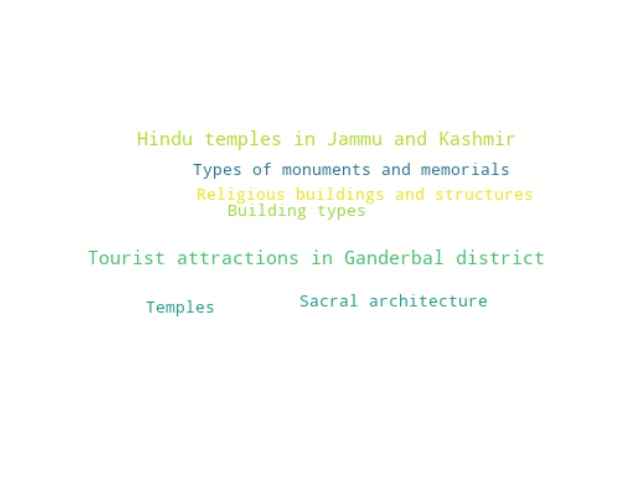 Hindu temples in Jammu and Kashmir
Types of monuments and memorials
Religious buildings and structures
Building types
Tourist attractions in Ganderbal district
Sacral architecture
Temples